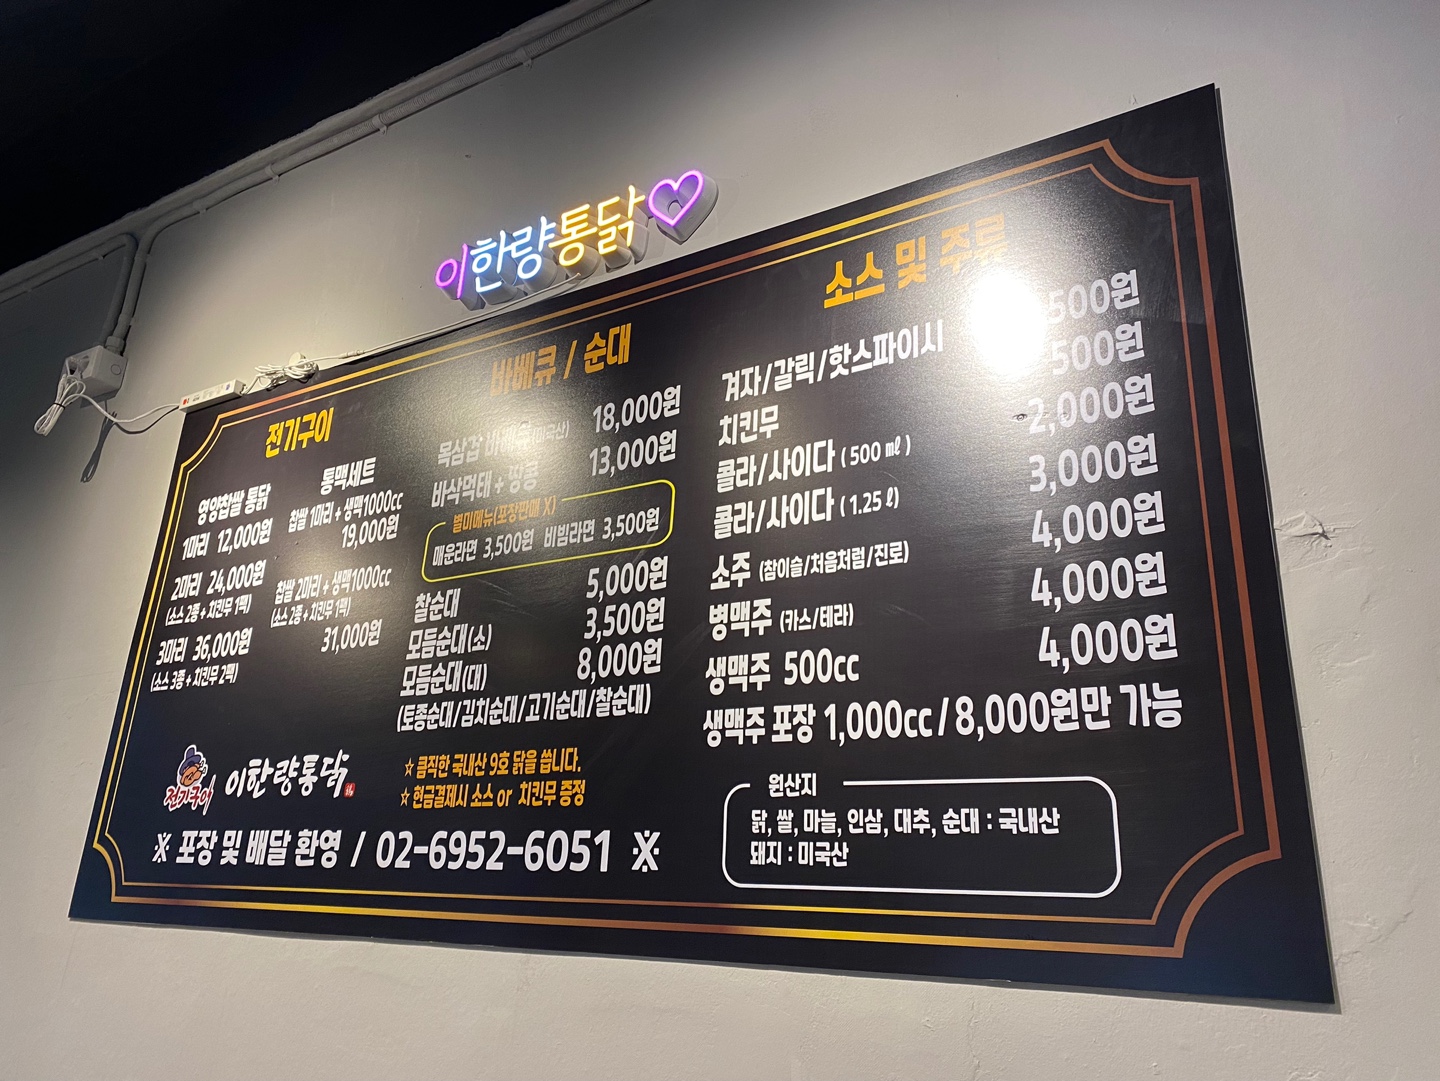 이한량통닭
전기구이
영양찹쌀 통닭
1마리 12,000원
2마리 24,000원
(소스 2종 + 치킨무 1팩)
3마리 36,000원
(소스 3종 + 치킨무 2팩)
통맥세트
찹쌀 1마리 + 생맥1000cc
19,000원
찹쌀 2마리 + 생맥1000cc
(소스 2종 + 치킨무 1팩)
31,000원
바베큐 / 순대
목삼겹 바베큐(미국산) 18,000원
바삭먹태 + 땅콩 13,000원
별미메뉴(포장판매 X)
매운라면 3,500원 비빔라면 3,500원
찰순대 5,000원
모듬순대(소) 3,500원
모듬순대(대) 8,000원
(토종순대/김치순대/고기순대/찰순대)
소스 및 주류
겨자/갈릭/핫스파이시 500원
치킨무 500원
콜라/사이다 (500㎖) 2,000원
콜라/사이다 (1.25ℓ) 3,000원
소주 (참이슬/처음처럼/진로) 4,000원
병맥주 (카스/테라) 4,000원
생맥주 500cc 4,000원
생맥주 포장 1,000cc/8,000원만 가능
전기구이
이한량통닭
☆ 큼직한 국내산 9호 닭을 씁니다.
☆ 현금결제시 소스 or 치킨무 증정
※ 포장 및 배달 환영 / 02-6952-6051 ※
원산지
닭, 쌀, 마늘, 인삼, 대추, 순대 : 국내산
돼지 : 미국산